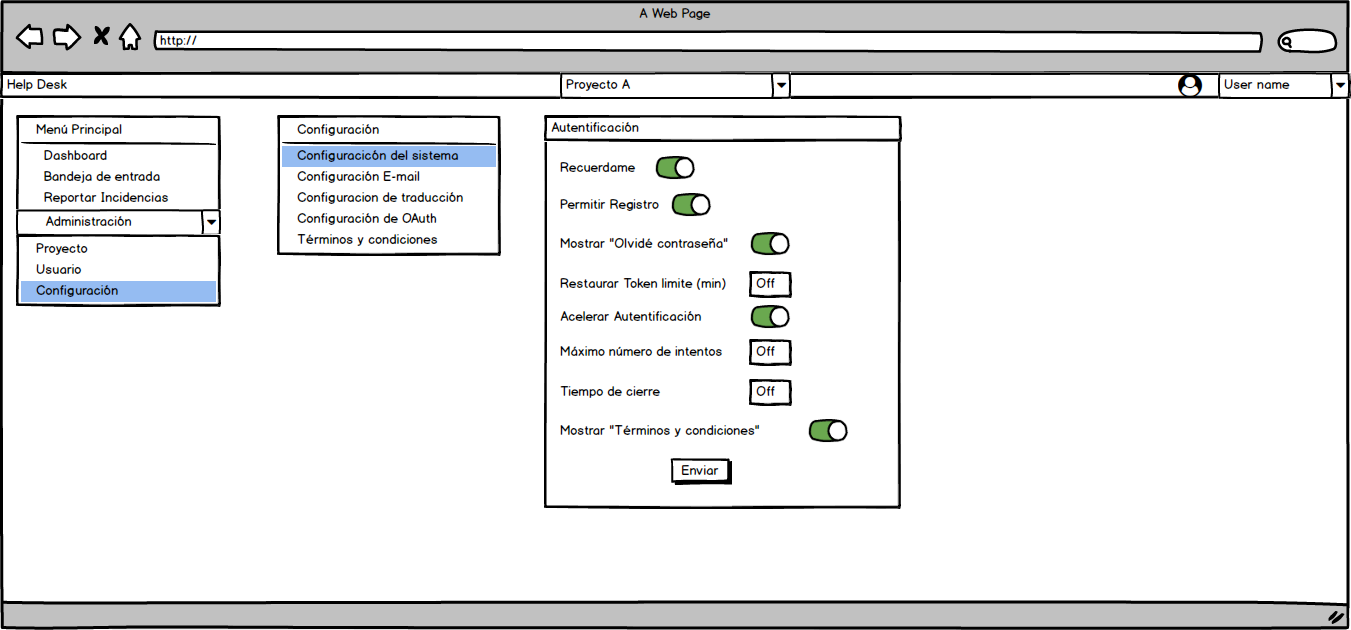 A Web Page
http://
Help Desk
Proyecto A
User name
Menú Principal
Dashboard
Bandeja de entrada
Reportar Incidencias
Administración
Proyecto
Usuario
Configuración
Configuración
Configuracicón del sistema
Configuración E-mail
Configuracion de traducción
Configuración de OAuth
Términos y condiciones
Autentificación
Recuerdame
Permitir Registro
Mostrar "Olvidé contraseña"
Restaurar Token limite (min) Off
Acelerar Autentificación
Máximo número de intentos Off
Tiempo de cierre Off
Mostrar "Términos y condiciones"
Enviar